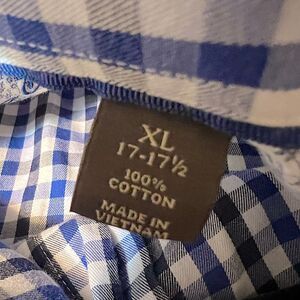 XL
17-17½
100%
COTTON
MADE IN
VIETNAM